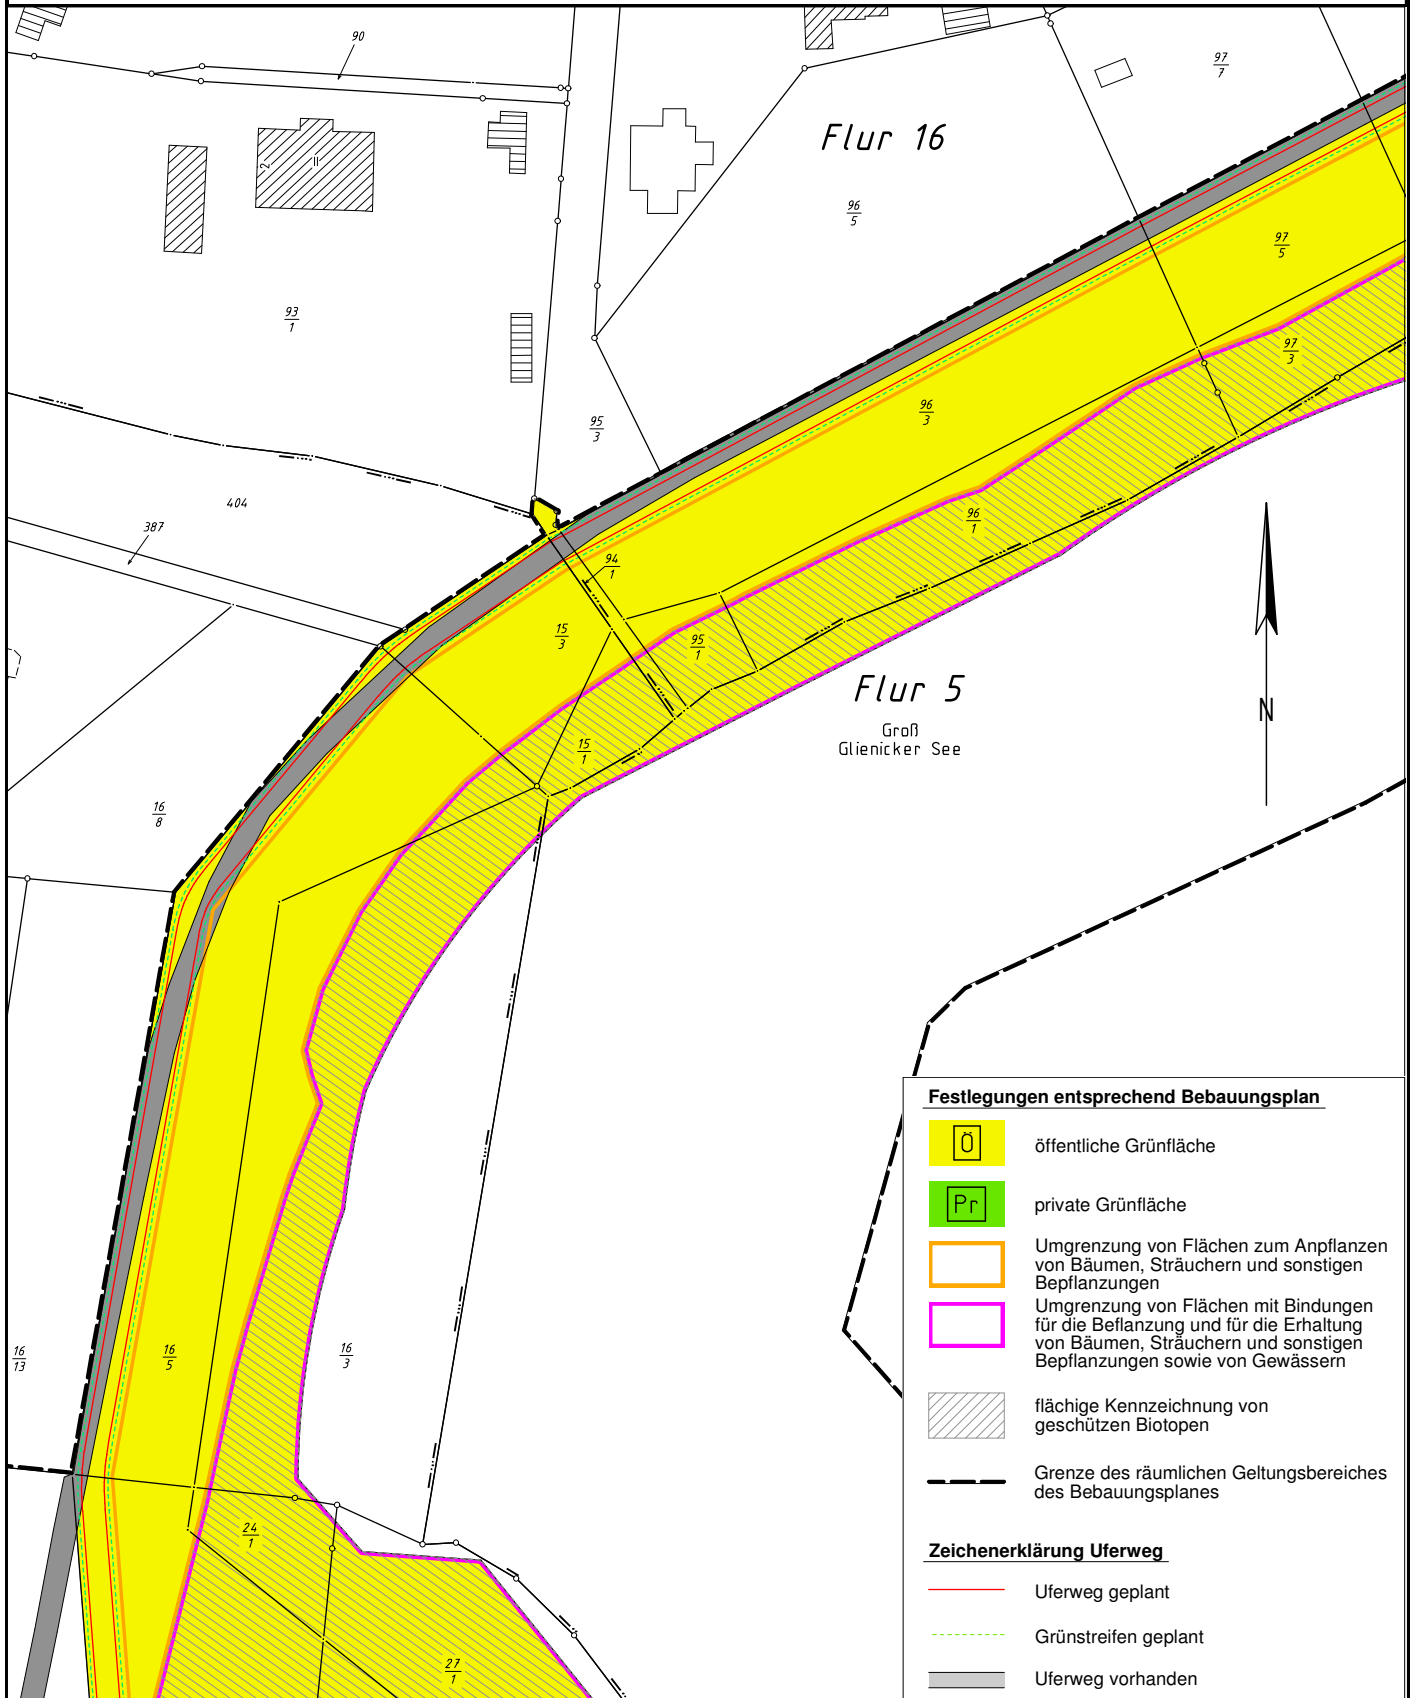 90
97
7
Flur 16
2
II
96
5
97
5
93
1
97
3
96
3
95
3
404
387
96
1
94
1
15
3
95
1
Flur 5
Groß
Glienicker See
N
15
1
16
8
16
13
16
5
16
3
24
1
27
1
Festlegungen entsprechend Bebauungsplan
Ö
öffentliche Grünfläche
Pr
private Grünfläche
Umgrenzung von Flächen zum Anpflanzen
von Bäumen, Sträuchern und sonstigen
Bepflanzungen
Umgrenzung von Flächen mit Bindungen
für die Beflanzung und für die Erhaltung
von Bäumen, Sträuchern und sonstigen
Bepflanzungen sowie von Gewässern
flächige Kennzeichnung von
geschützen Biotopen
Grenze des räumlichen Geltungsbereiches
des Bebauungsplanes
Zeichenerklärung Uferweg
Uferweg geplant
Grünstreifen geplant
Uferweg vorhanden